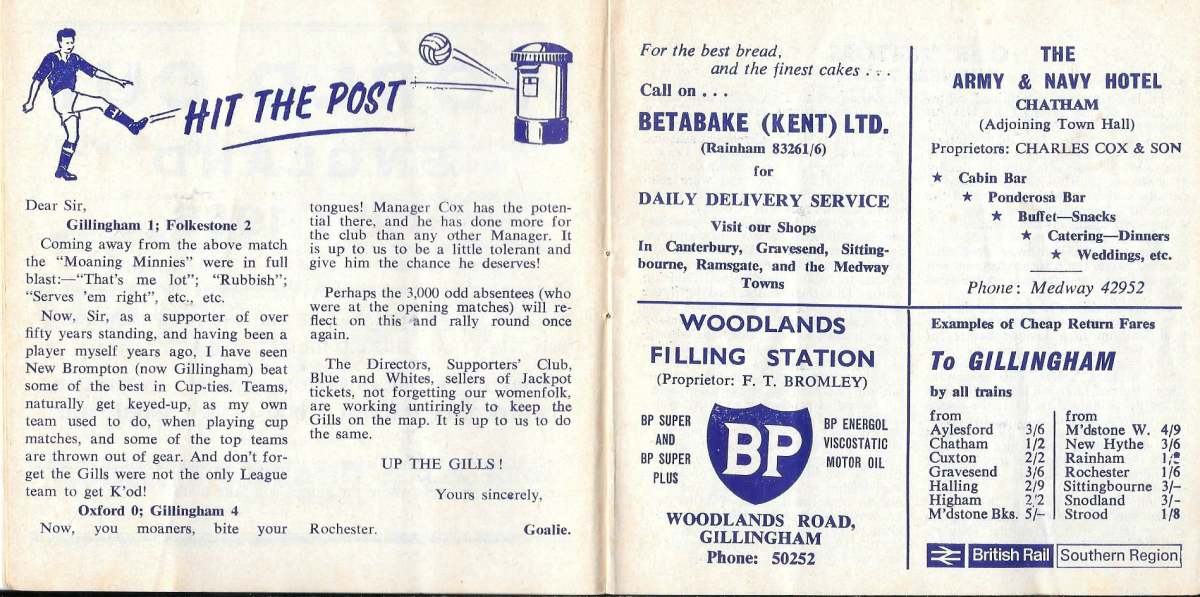 HIT THE POST
Dear Sir,
Gillingham 1; Folkestone 2
Coming away from the above match
the “Moaning Minnies” were in full
blast:—“That’s me lot”; “Rubbish”;
“Serves ’em right”, etc., etc.
Now, Sir, as a supporter of over
fifty years standing, and having been a
player myself years ago, I have seen
New Brompton (now Gillingham) beat
some of the best in Cup-ties. Teams,
naturally get keyed-up, as my own
team used to do, when playing cup
matches, and some of the top teams
are thrown out of gear. And don’t for-
get the Gills were not the only League
team to get K’od!
Oxford 0; Gillingham 4
Now, you moaners, bite your
tongues! Manager Cox has the poten-
tial there, and he has done more for
the club than any other Manager. It
is up to us to be a little tolerant and
give him the chance he deserves!
Perhaps the 3,000 odd absentees (who
were at the opening matches) will re-
flect on this and rally round once
again.
The Directors, Supporters’ Club,
Blue and Whites, sellers of Jackpot
tickets, not forgetting our womenfolk,
are working untiringly to keep the
Gills on the map. It is up to us to do
the same.
UP THE GILLS !
Yours sincerely,
Rochester. Goalie.
For the best bread,
and the finest cakes . . .
Call on . . .
BETABAKE (KENT) LTD.
(Rainham 83261/6)
for
DAILY DELIVERY SERVICE
Visit our Shops
In Canterbury, Gravesend, Sitting-
bourne, Ramsgate, and the Medway
Towns
THE
ARMY & NAVY HOTEL
CHATHAM
(Adjoining Town Hall)
Proprietors: CHARLES COX & SON
★ Cabin Bar
★ Ponderosa Bar
★ Buffet—Snacks
★ Catering—Dinners
★ Weddings, etc.
Phone: Medway 42952
WOODLANDS
FILLING STATION
(Proprietor: F. T. BROMLEY)
BP SUPER
AND
BP SUPER
PLUS
BP
BP ENERGOL
VISCOSTATIC
MOTOR OIL
WOODLANDS ROAD,
GILLINGHAM
Phone: 50252
Examples of Cheap Return Fares
To GILLINGHAM
by all trains
from
Aylesford 3/6
Chatham 1/2
Cuxton 2/2
Gravesend 3/6
Halling 2/9
Higham 2/2
M’dstone Bks. 5/–
from
M’dstone W. 4/9
New Hythe 3/6
Rainham
Rochester 1/6
Sittingbourne 3/–
Snodland 3/–
Strood 1/8
British Rail Southern Region